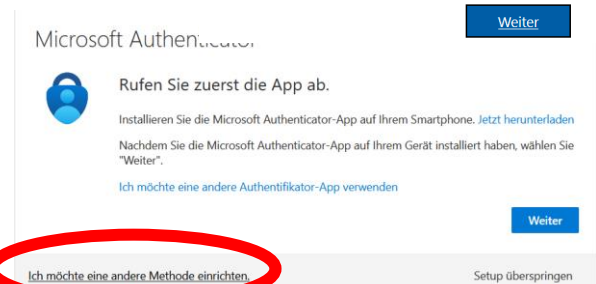 Weiter
Microsoft Authenticator
Rufen Sie zuerst die App ab.
Installieren Sie die Microsoft Authenticator-App auf Ihrem Smartphone. Jetzt herunterladen
Nachdem Sie die Microsoft Authenticator-App auf Ihrem Gerät installiert haben, wählen Sie
"Weiter".
Ich möchte eine andere Authentifikator-App verwenden
Weiter
Ich möchte eine andere Methode einrichten.
Setup überspringen